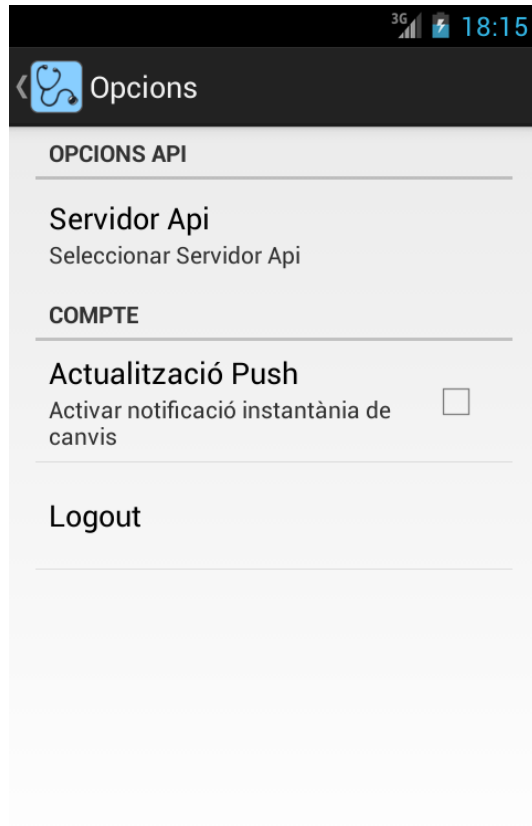 3G 18:15
Opcions
OPCIONS API
Servidor Api
Seleccionar Servidor Api
COMPTE
Actualització Push
Activar notificació instantània de
canvis
Logout